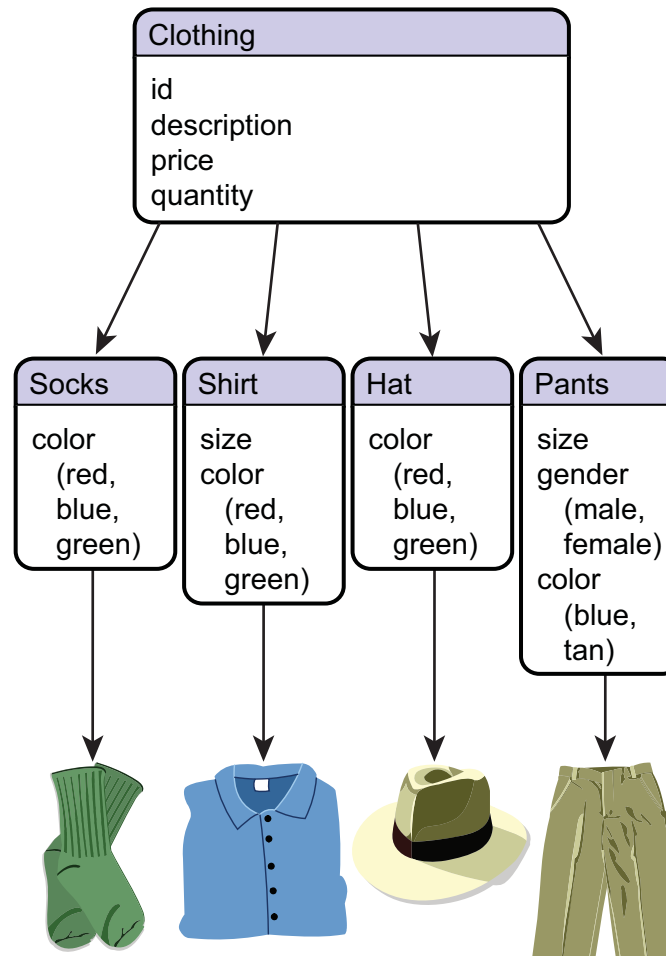 Clothing
id
description
price
quantity
Socks
color
(red,
blue,
green)
Shirt
size
color
(red,
blue,
green)
Hat
color
(red,
blue,
green)
Pants
size
gender
(male,
female)
color
(blue,
tan)